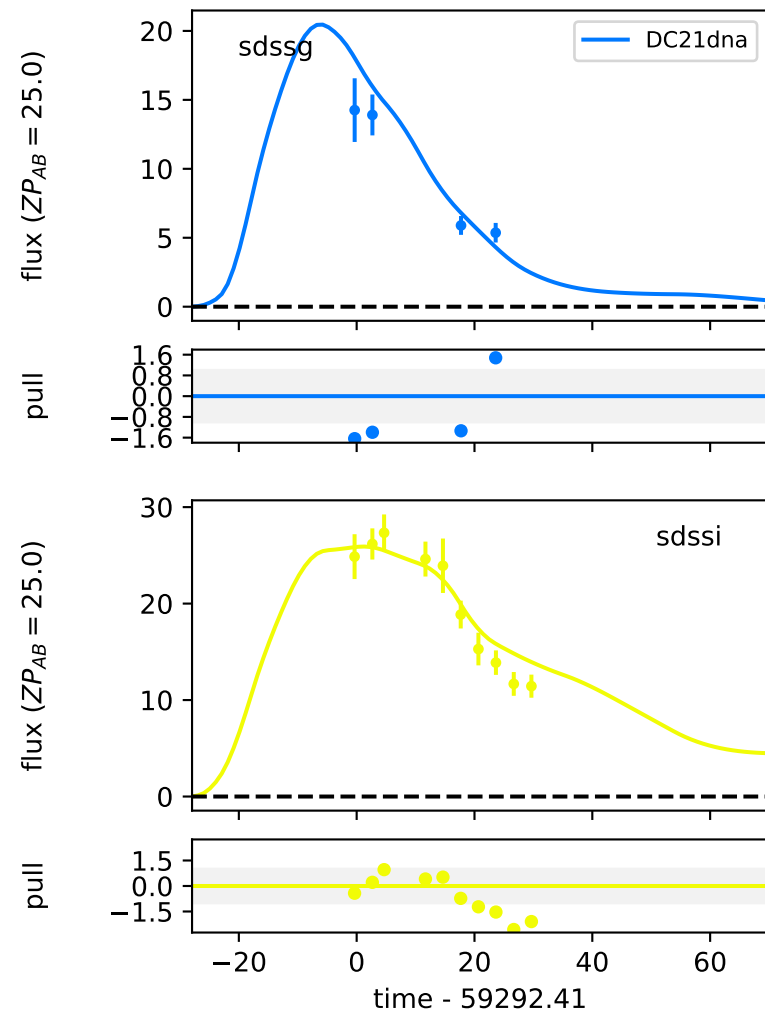 20
15
10
5
0
flux (ZP_AB = 25.0)
sdssg
DC21dna
1.6
0.8
0.0
−0.8
−1.6
pull
30
20
10
0
flux (ZP_AB = 25.0)
sdssi
1.5
0.0
−1.5
pull
−20 0 20 40 60
time - 59292.41